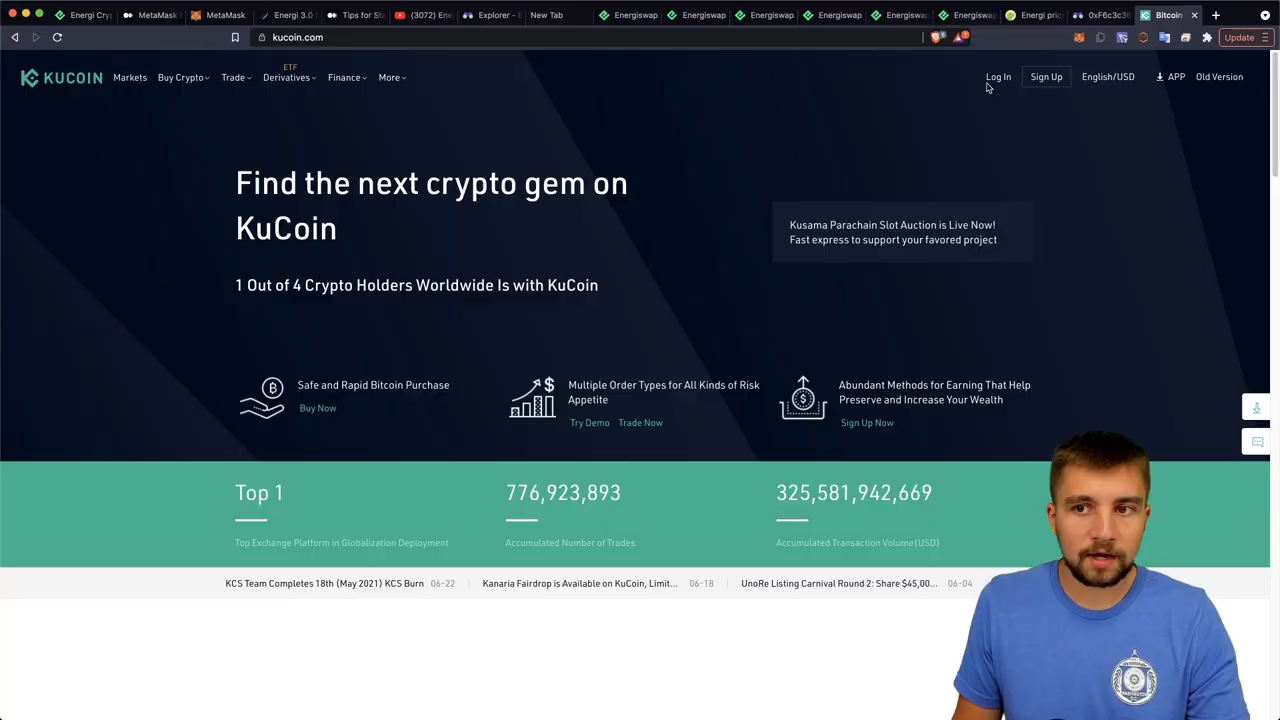 Energi Cry
MetaMask
MetaMask
Energi 3.0
Tips for St
(3072) Ene
Explorer - E
New Tab
Energiswap
Energiswap
Energiswap
Energiswap
Energiswap
Energiswap
Energi pric
0xF6c3c36
Bitcoin
kucoin.com
Update
KUCOIN
Markets
Buy Crypto
Trade
ETF
Derivatives
Finance
More
Log In
Sign Up
English/USD
APP
Old Version
Find the next crypto gem on
KuCoin
1 Out of 4 Crypto Holders Worldwide Is with KuCoin
Kusama Parachain Slot Auction is Live Now!
Fast express to support your favored project
Safe and Rapid Bitcoin Purchase
Buy Now
Multiple Order Types for All Kinds of Risk
Appetite
Try Demo Trade Now
Abundant Methods for Earning That Help
Preserve and Increase Your Wealth
Sign Up Now
Top 1
Top Exchange Platform in Globalization Deployment
776,923,893
Accumulated Number of Trades
325,581,942,669
Accumulated Transaction Volume(USD)
KCS Team Completes 18th (May 2021) KCS Burn 06-22
Kanaria Fairdrop is Available on KuCoin, Limit... 06-18
UnoRe Listing Carnival Round 2: Share $45,00... 06-04